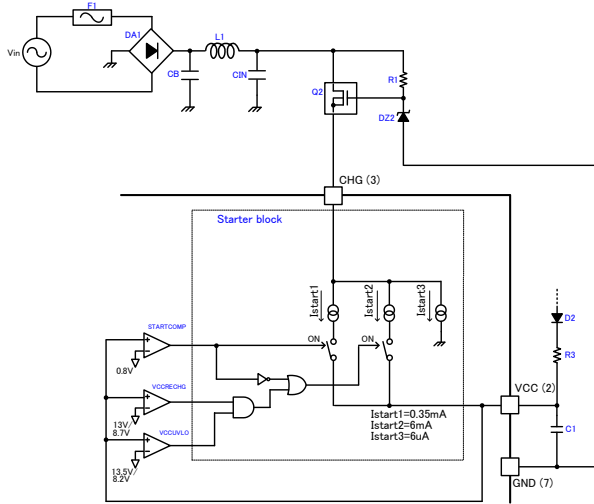 F1
Vin
DA1
L1
CB
CIN
Q2
R1
DZ2
CHG (3)
Starter block
Istart1
Istart2
Istart3
STARTCOMP
ON
ON
0.8V
VCCRECHG
13V/
8.7V
VCCUVLO
13.5V/
8.2V
Istart1=0.35mA
Istart2=6mA
Istart3=6uA
D2
R3
VCC (2)
C1
GND (7)